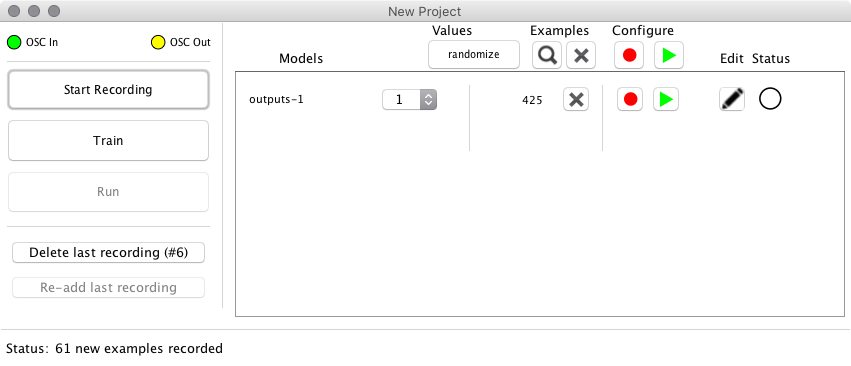 New Project
OSC In
OSC Out
Start Recording
Train
Run
Delete last recording (#6)
Re-add last recording
Values
Examples
Configure
Models
randomize
Edit
Status
outputs-1
1
425
Status: 61 new examples recorded